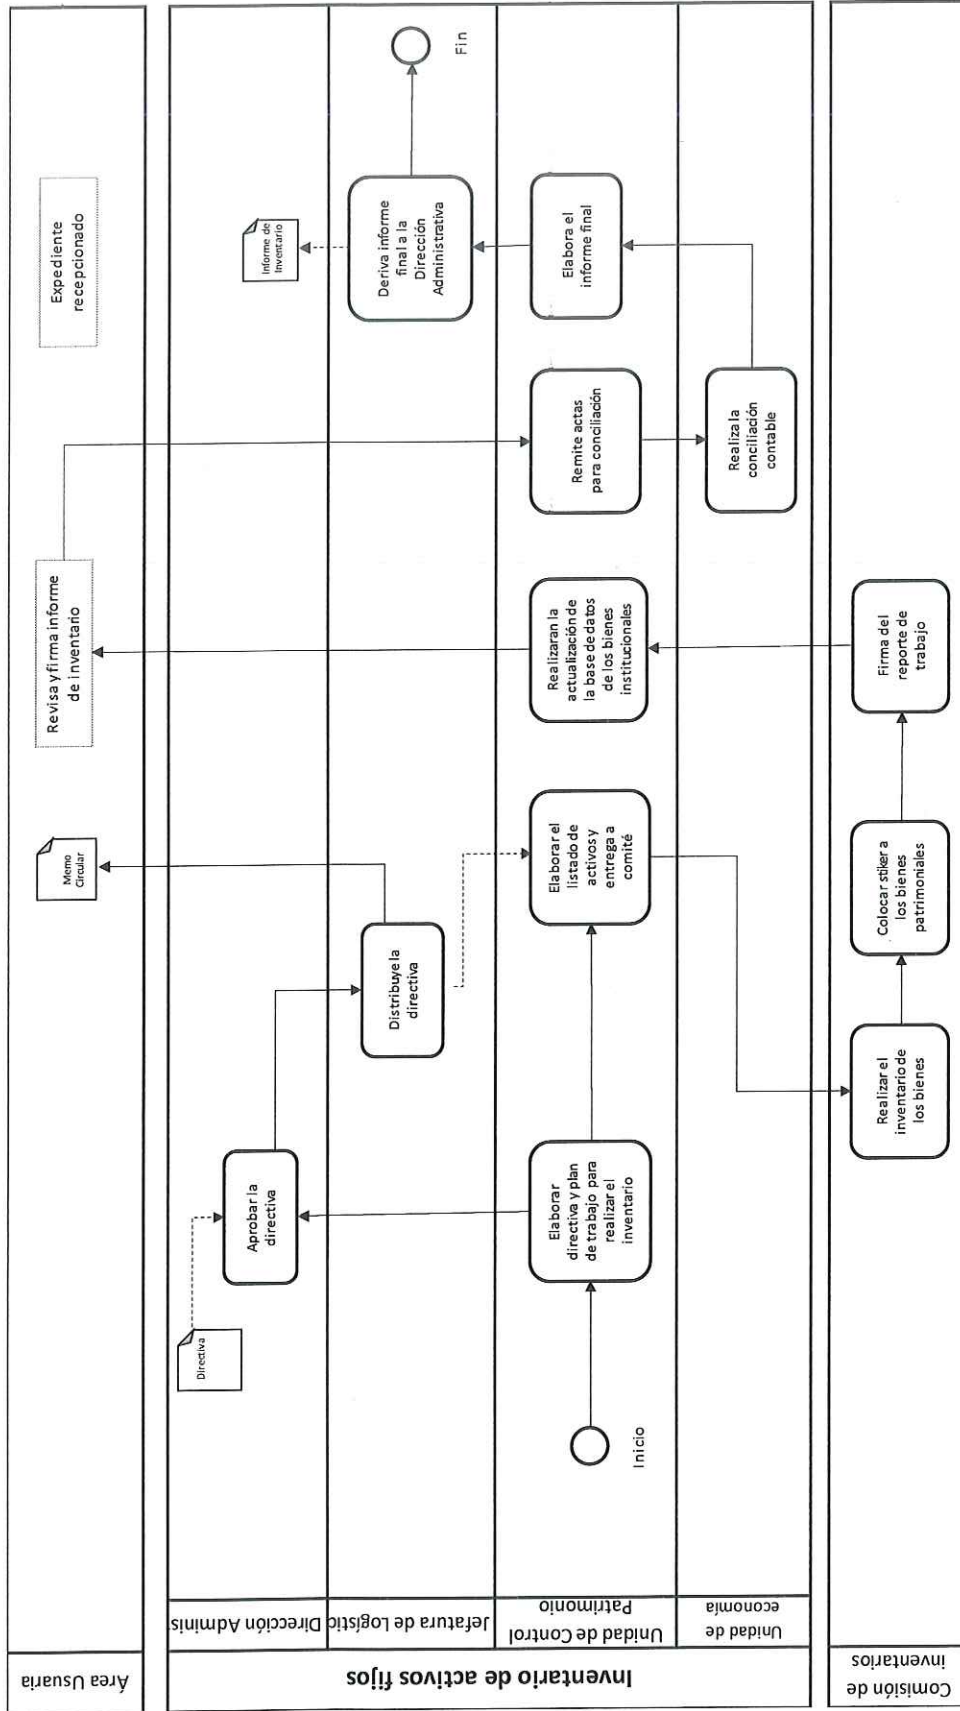 Área Usuaria
Memo
Circular
Revisa y firma informe
de inventario
Expediente
recepcionado
Inventario de activos fijos
Dirección Adminis
Directiva
Aprobar la
directiva
Informe de
Inventario
Jefatura de Logístic
Distribuye la
directiva
Deriva informe
final a la
Dirección
Administrativa
Fin
Unidad de Control
Patrimonio
Inicio
Elaborar
directiva y plan
de trabajo para
realizar el
inventario
Elaborar el
listado de
activos y
entrega a
comité
Realizaran la
actualización de
la base de datos
de los bienes
institucionales
Remite actas
para conciliación
Elabora el
informe final
Unidad de
economía
Realiza la
conciliación
contable
Comisión de
inventarios
Realizar el
inventario de
los bienes
Colocar stiker a
los bienes
patrimoniales
Firma del
reporte de
trabajo